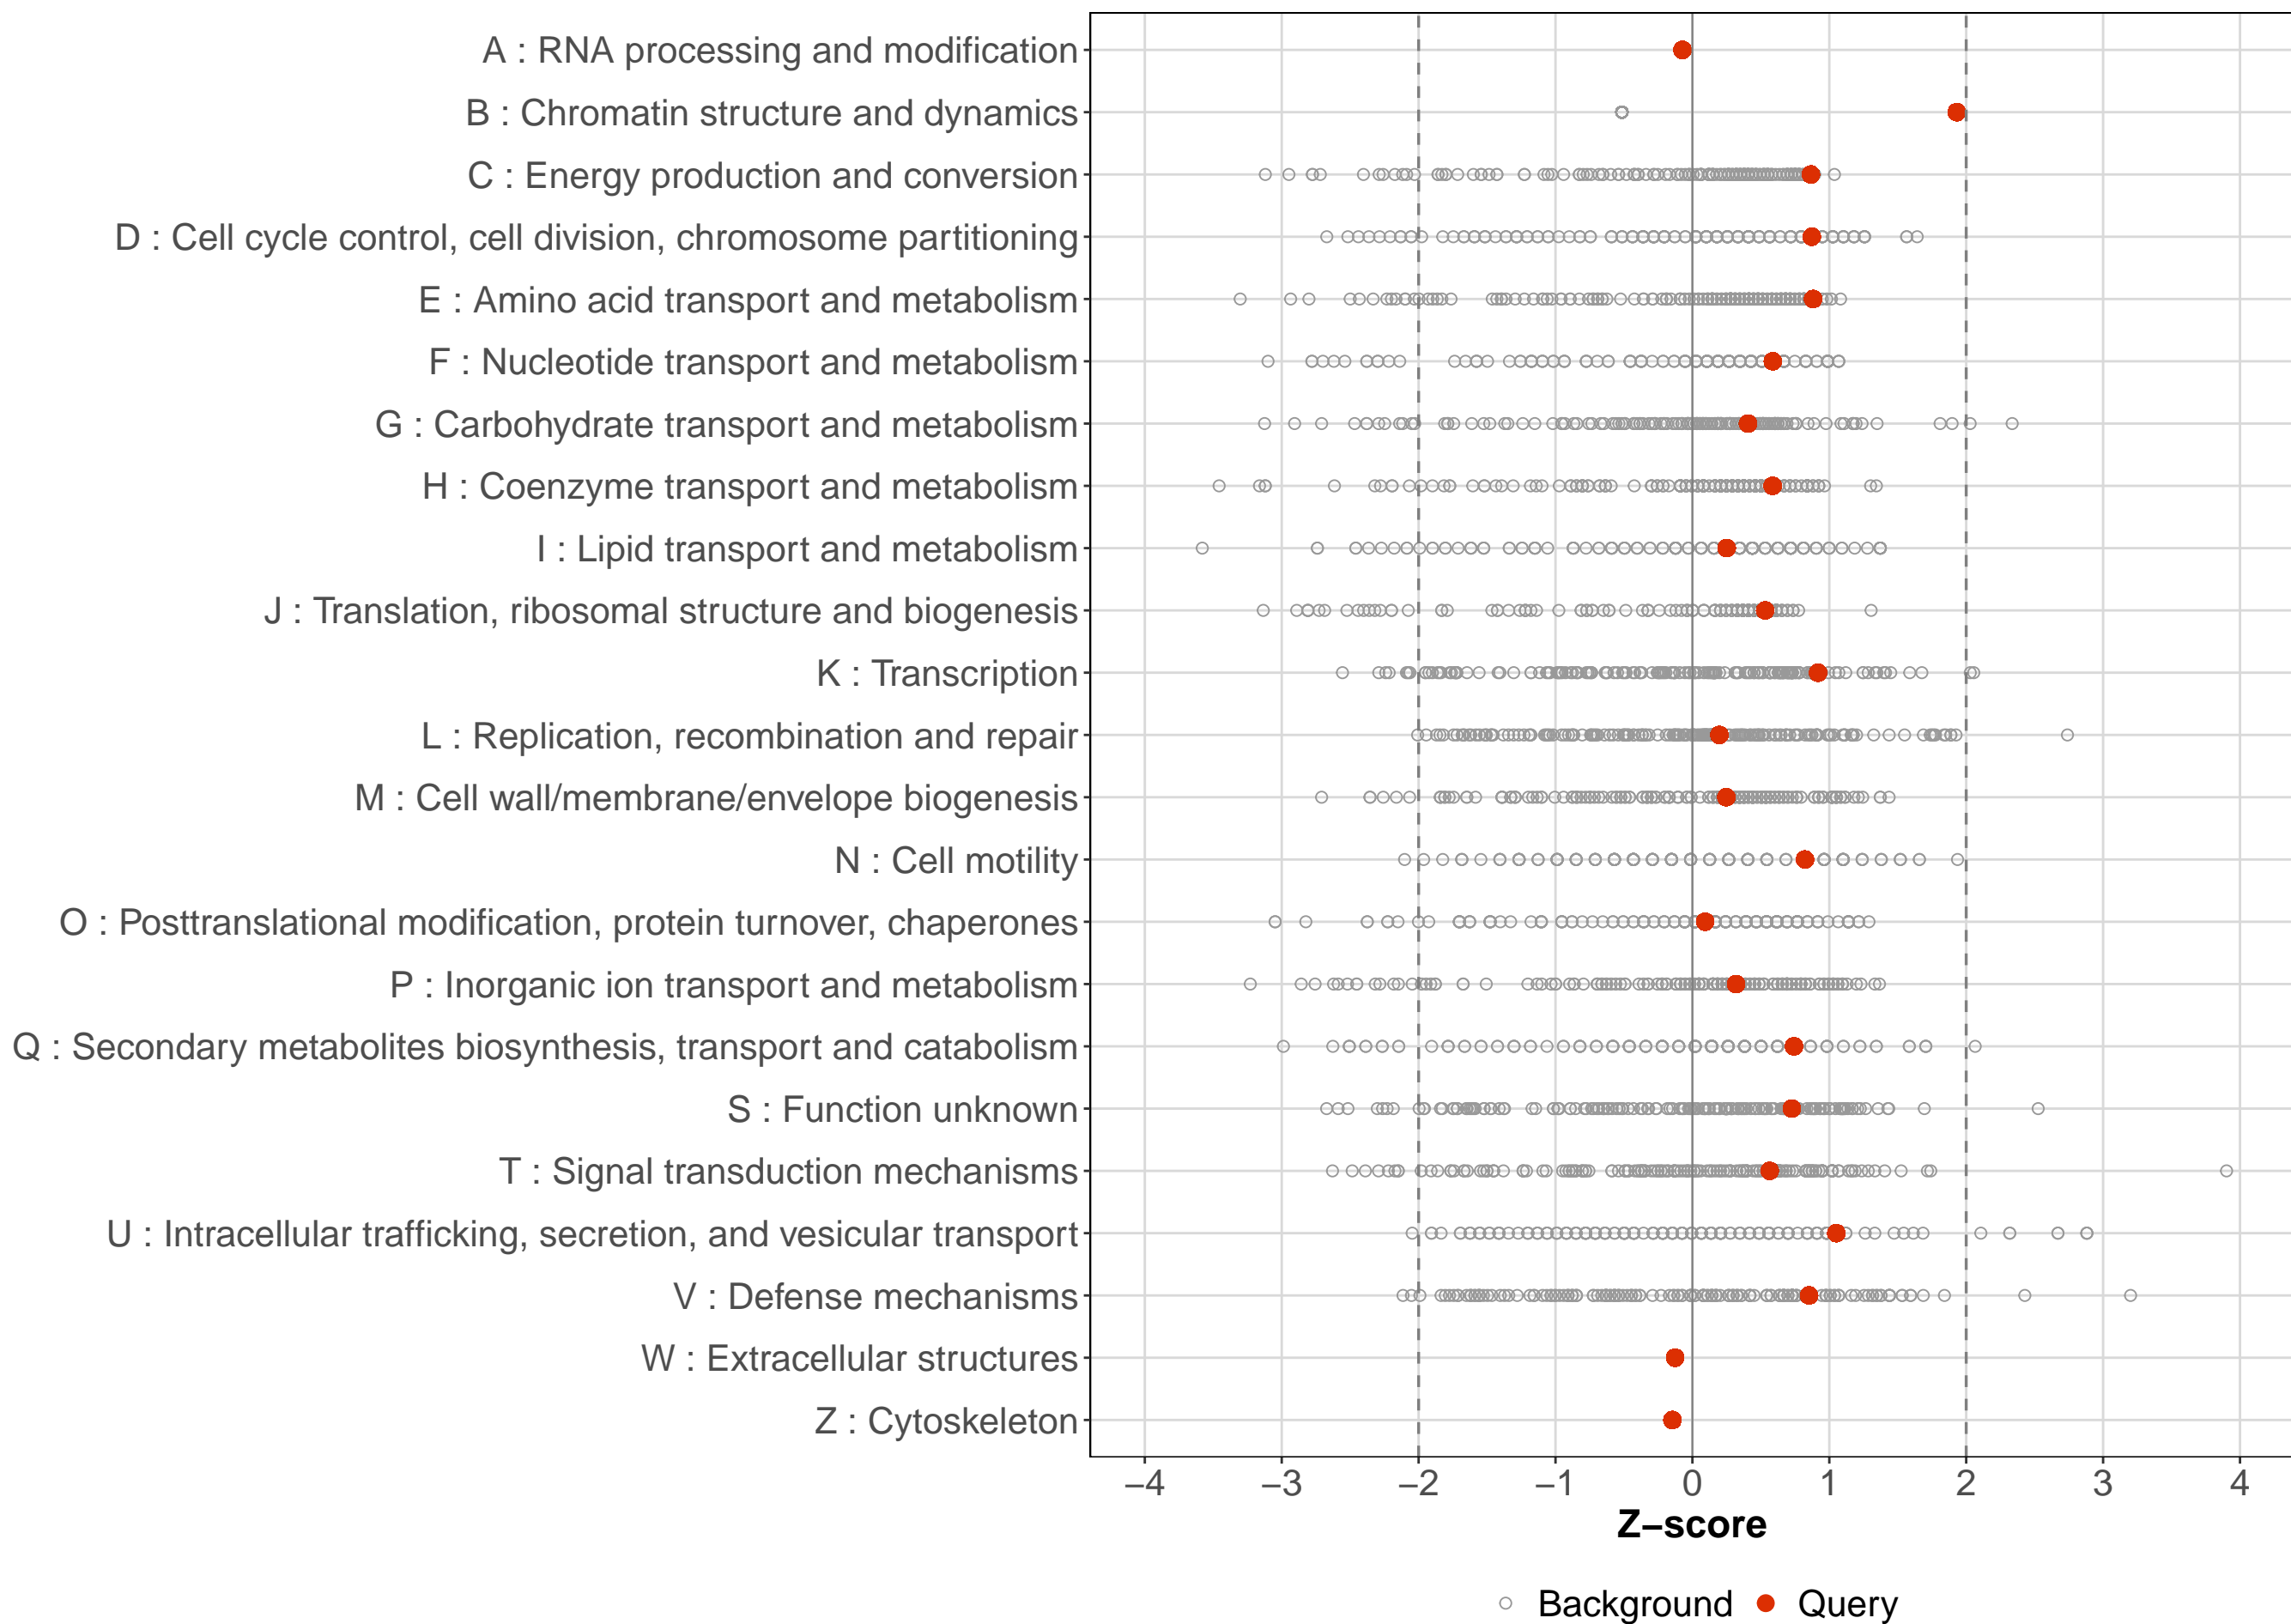 A : RNA processing and modification
B : Chromatin structure and dynamics
C : Energy production and conversion
D : Cell cycle control, cell division, chromosome partitioning
E : Amino acid transport and metabolism
F : Nucleotide transport and metabolism
G : Carbohydrate transport and metabolism
H : Coenzyme transport and metabolism
I : Lipid transport and metabolism
J : Translation, ribosomal structure and biogenesis
K : Transcription
L : Replication, recombination and repair
M : Cell wall/membrane/envelope biogenesis
N : Cell motility
O : Posttranslational modification, protein turnover, chaperones
P : Inorganic ion transport and metabolism
Q : Secondary metabolites biosynthesis, transport and catabolism
S : Function unknown
T : Signal transduction mechanisms
U : Intracellular trafficking, secretion, and vesicular transport
V : Defense mechanisms
W : Extracellular structures
Z : Cytoskeleton
−4 −3 −2 −1 0 1 2 3 4
Z−score
Background Query